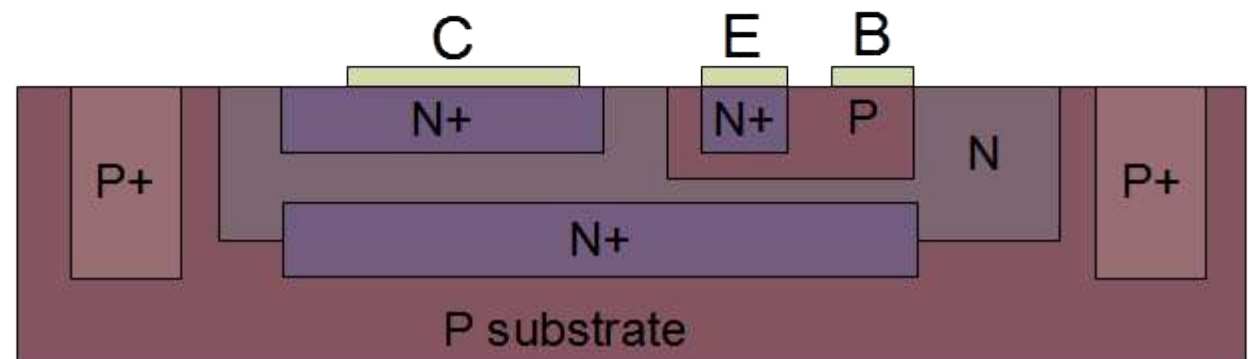 C E B
N+ N+ P
P+ N P+
N+
P substrate